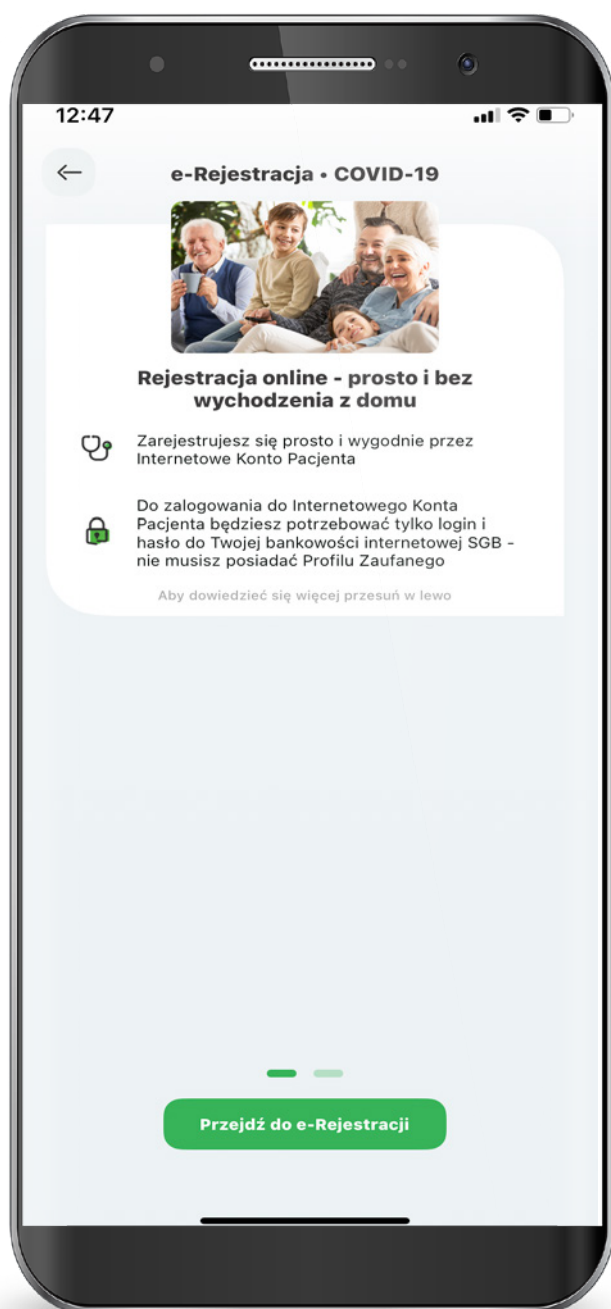 12:47
e-Rejestracja • COVID-19
Rejestracja online - prosto i bez
wychodzenia z domu
Zarejestrujesz się prosto i wygodnie przez
Internetowe Konto Pacjenta
Do zalogowania do Internetowego Konta
Pacjenta będziesz potrzebować tylko login i
hasło do Twojej bankowości internetowej SGB -
nie musisz posiadać Profilu Zaufanego
Aby dowiedzieć się więcej przesuń w lewo
Przejdź do e-Rejestracji